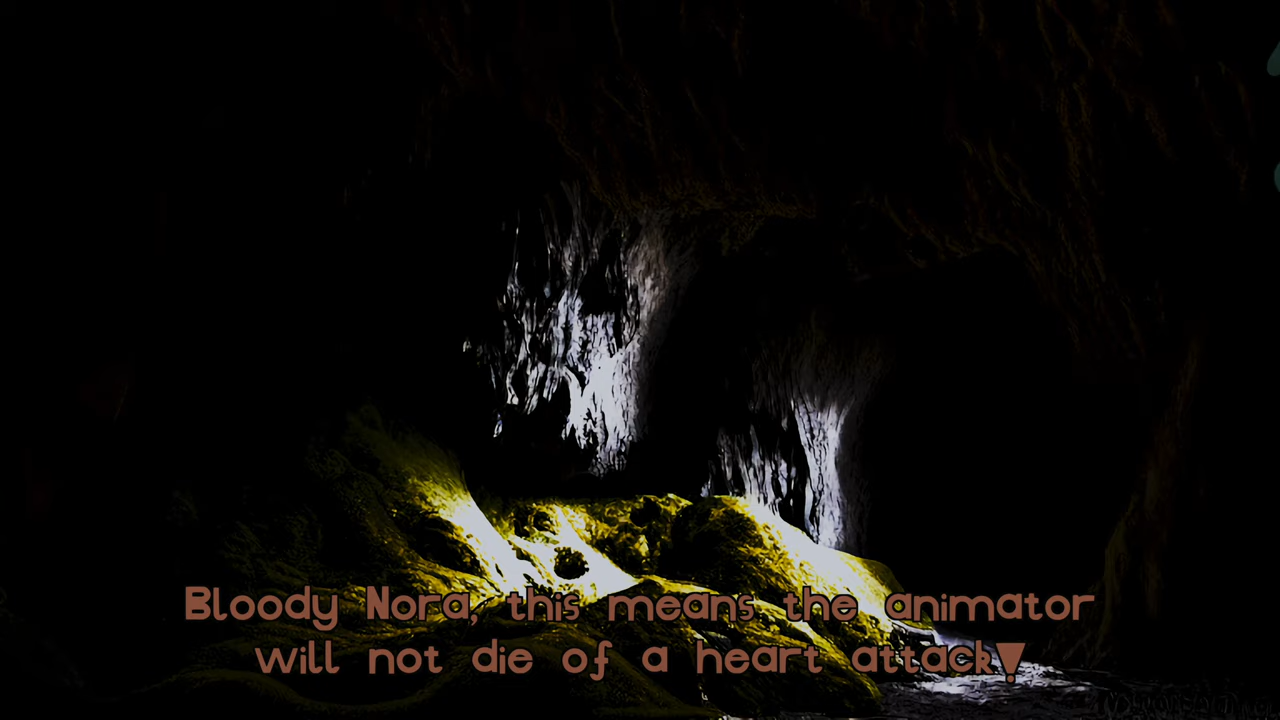 Bloody Nora, this means the animator
will not die of a heart attack!